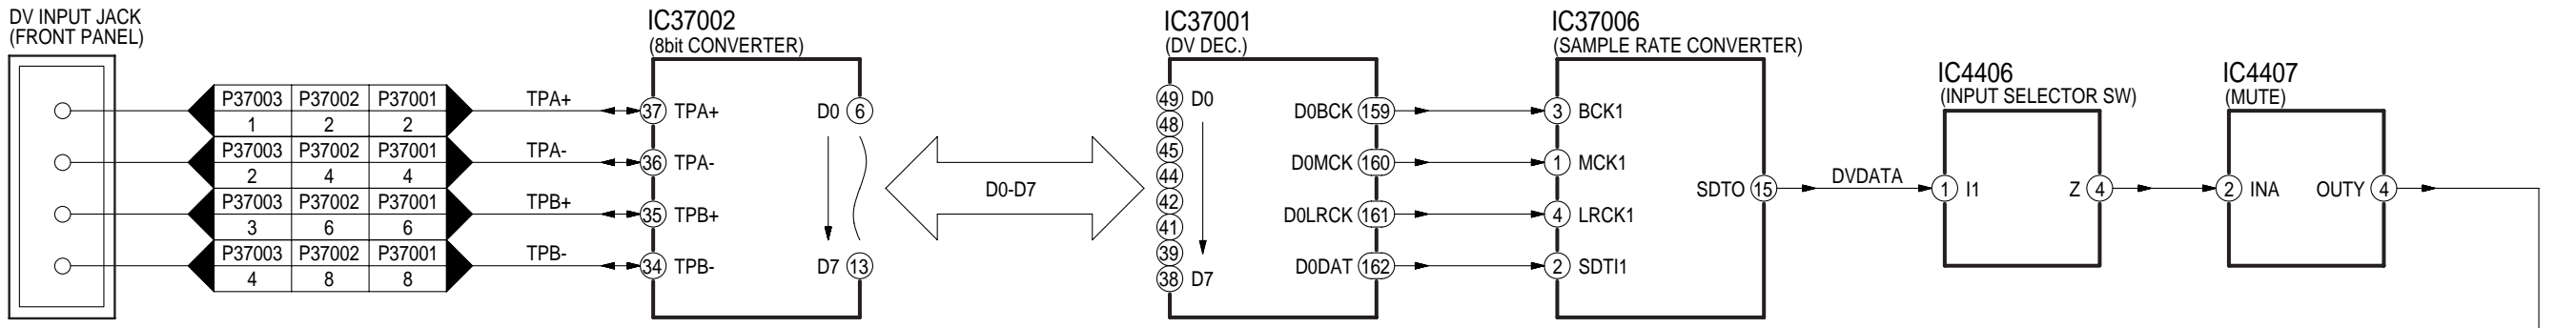 DV INPUT JACK
(FRONT PANEL)
P37003 P37002 P37001
1 2 2
P37003 P37002 P37001
2 4 4
P37003 P37002 P37001
3 6 6
P37003 P37002 P37001
4 8 8
TPA+
TPA-
TPB+
TPB-
IC37002
(8bit CONVERTER)
37 TPA+
36 TPA-
35 TPB+
34 TPB-
D0 6
D7 13
D0-D7
IC37001
(DV DEC.)
49 D0
48
45
44
42
41
39
38 D7
D0BCK 159
D0MCK 160
D0LRCK 161
D0DAT 162
IC37006
(SAMPLE RATE CONVERTER)
3 BCK1
1 MCK1
4 LRCK1
2 SDTI1
SDTO 15
DVDATA
IC4406
(INPUT SELECTOR SW)
1 I1
Z 4
IC4407
(MUTE)
2 INA
OUTY 4